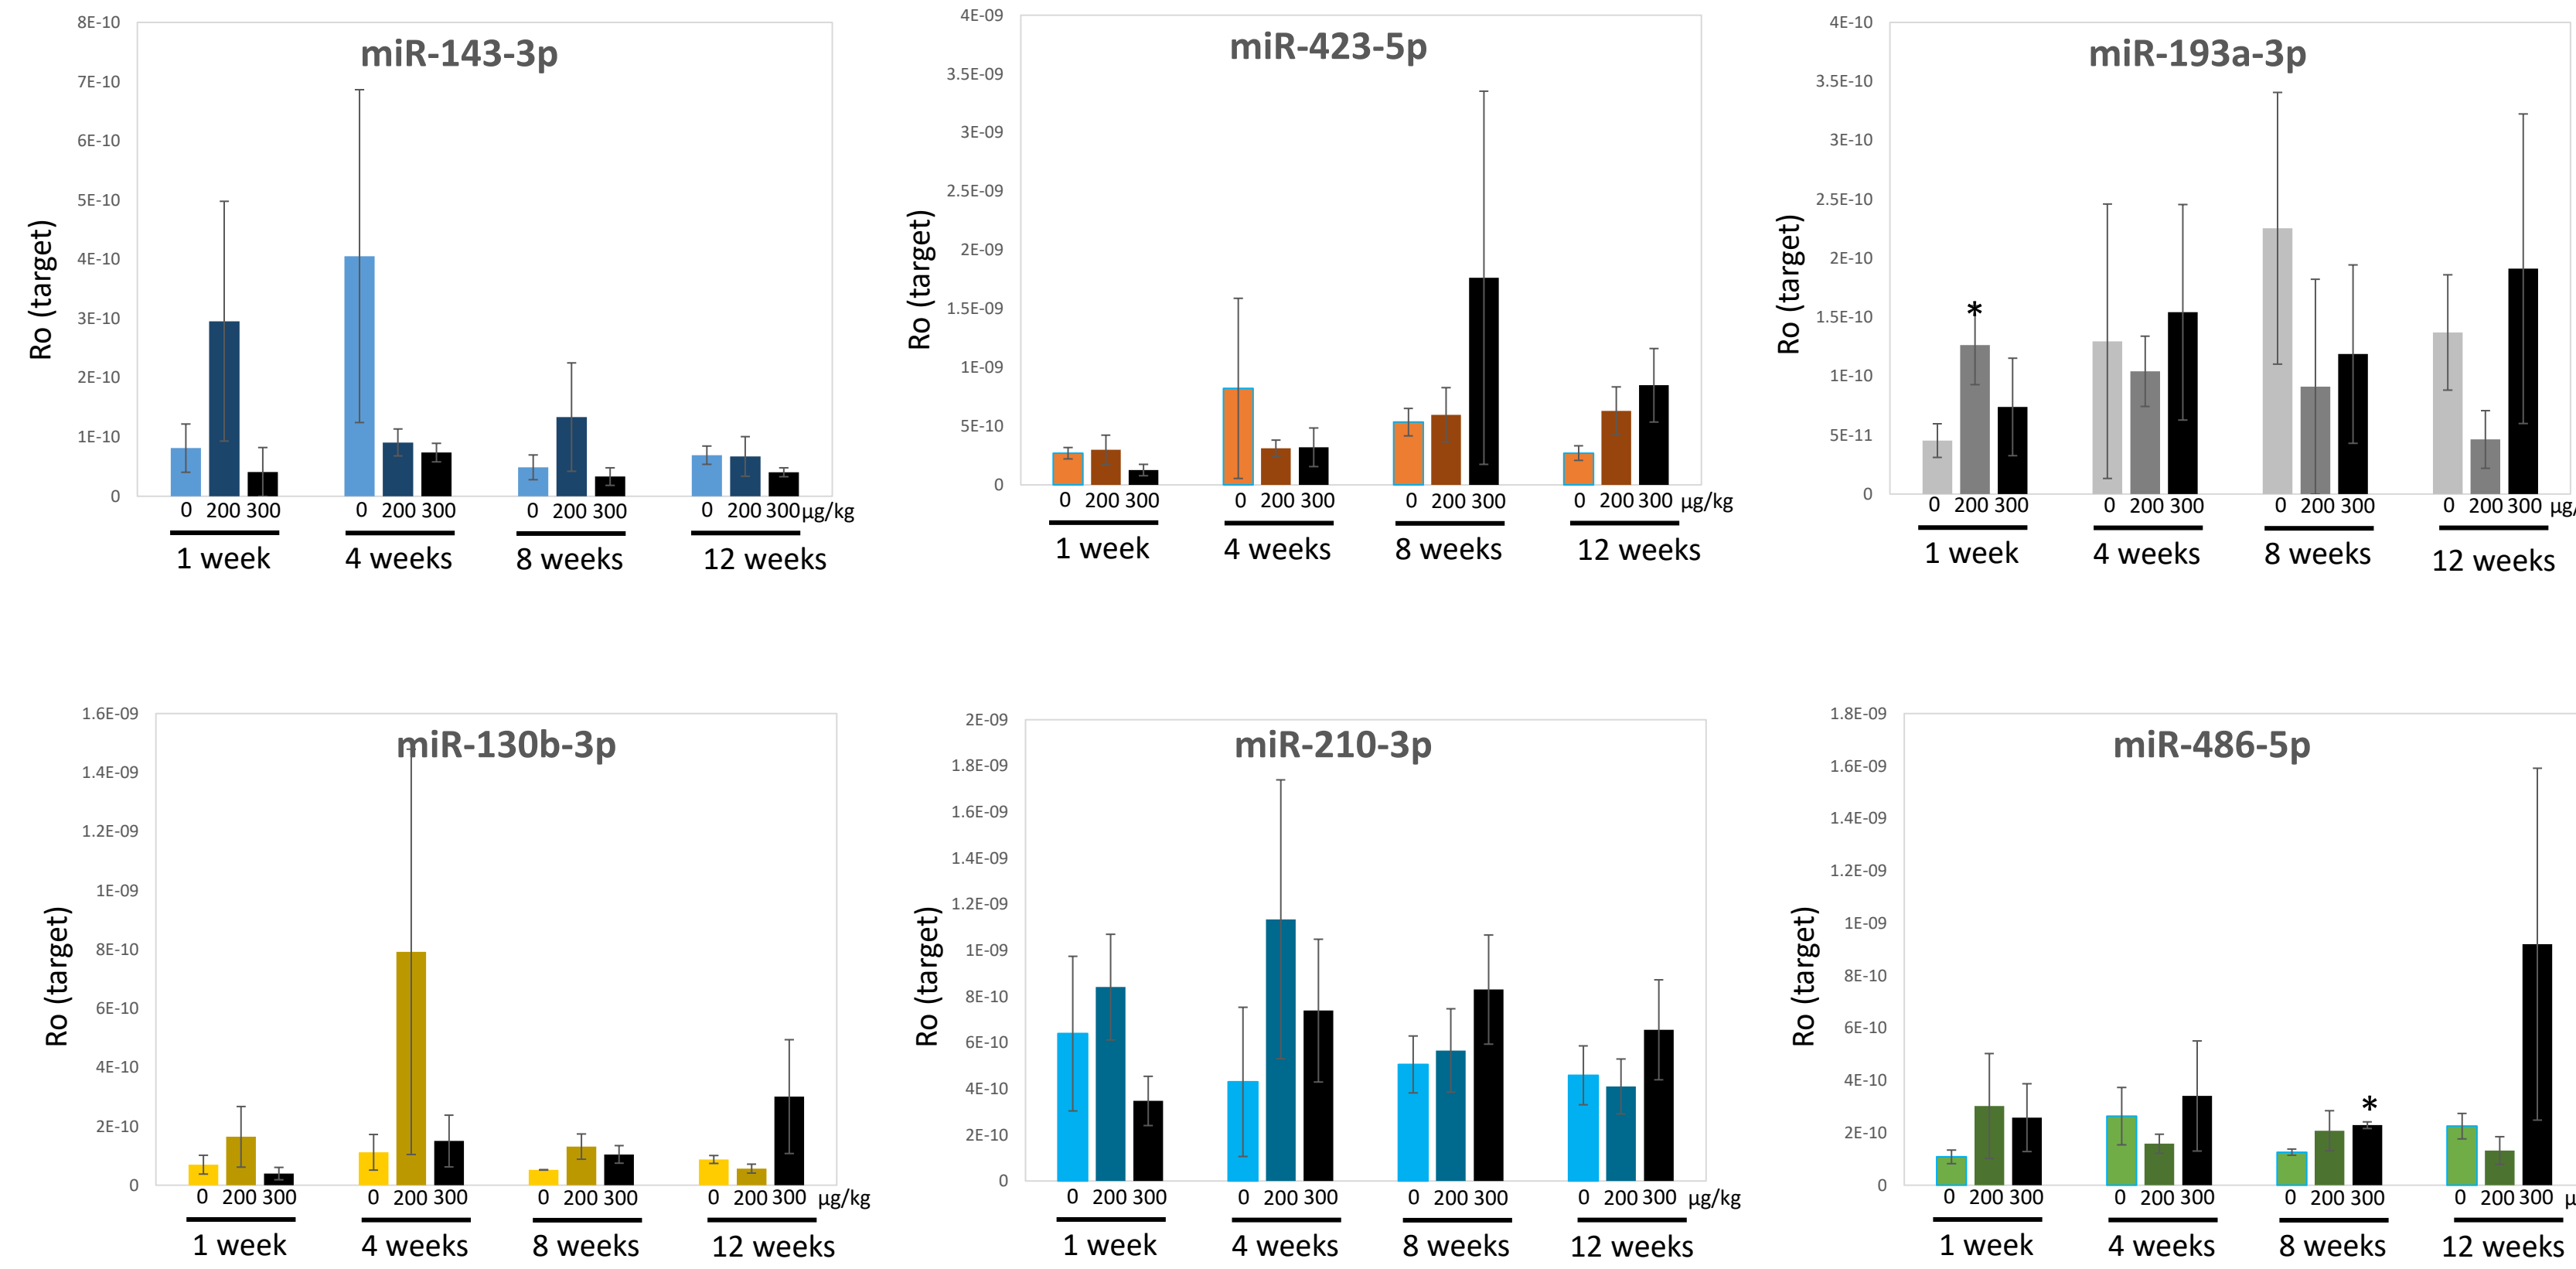 miR-143-3p
8E-10
7E-10
6E-10
5E-10
4E-10
3E-10
2E-10
1E-10
0
Ro (target)
0 200 300 0 200 300 0 200 300 0 200 300 µg/kg
1 week 4 weeks 8 weeks 12 weeks
miR-423-5p
4E-09
3.5E-09
3E-09
2.5E-09
2E-09
1.5E-09
1E-09
5E-10
0
Ro (target)
0 200 300 0 200 300 0 200 300 0 200 300 µg/kg
1 week 4 weeks 8 weeks 12 weeks
miR-193a-3p
4E-10
3.5E-10
3E-10
2.5E-10
2E-10
1.5E-10
1E-10
5E-11
0
Ro (target)
*
0 200 300 0 200 300 0 200 300 0 200 300 µg/
1 week 4 weeks 8 weeks 12 weeks
miR-130b-3p
1.6E-09
1.4E-09
1.2E-09
1E-09
8E-10
6E-10
4E-10
2E-10
0
Ro (target)
0 200 300 0 200 300 0 200 300 0 200 300 µg/kg
1 week 4 weeks 8 weeks 12 weeks
miR-210-3p
2E-09
1.8E-09
1.6E-09
1.4E-09
1.2E-09
1E-09
8E-10
6E-10
4E-10
2E-10
0
Ro (target)
0 200 300 0 200 300 0 200 300 0 200 300 µg/kg
1 week 4 weeks 8 weeks 12 weeks
miR-486-5p
1.8E-09
1.6E-09
1.4E-09
1.2E-09
1E-09
8E-10
6E-10
4E-10
2E-10
0
Ro (target)
*
0 200 300 0 200 300 0 200 300 0 200 300 µ
1 week 4 weeks 8 weeks 12 weeks